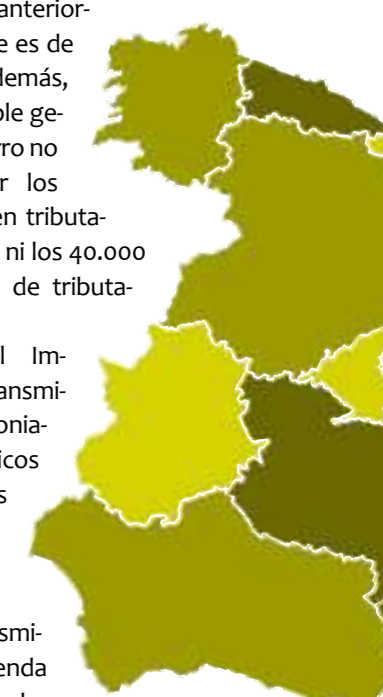 anterior-
e es de
demás,
ble ge-
rro no
r los
en tributa-
ni los 40.000
de tributa-
l Im-
ansmi-
onia-
icos
s
smi-
enda